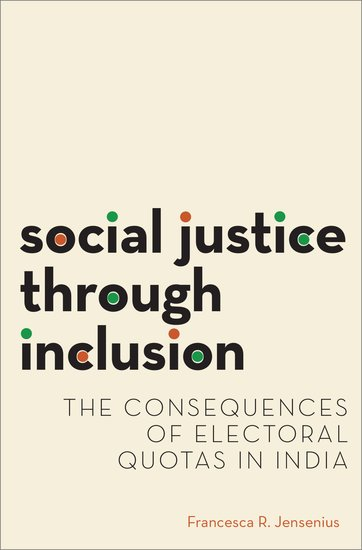 social justice
through
inclusion
THE CONSEQUENCES
OF ELECTORAL
QUOTAS IN INDIA
Francesca R. Jensenius